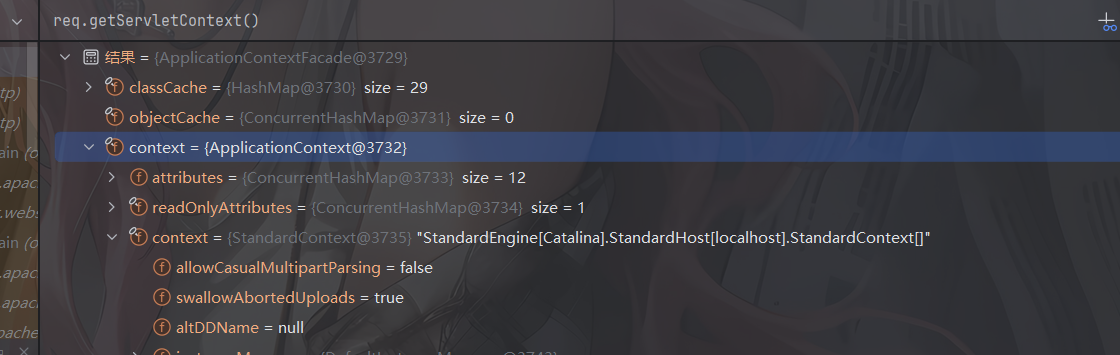 req.getServletContext()
结果 = {ApplicationContextFacade@3729}
tp)
classCache = {HashMap@3730} size = 29
tp)
objectCache = {ConcurrentHashMap@3731} size = 0
ain (o
context = {ApplicationContext@3732}
.apac
attributes = {ConcurrentHashMap@3733} size = 12
.webs
readOnlyAttributes = {ConcurrentHashMap@3734} size = 1
ain (o
context = {StandardContext@3735} "StandardEngine[Catalina].StandardHost[localhost].StandardContext[]"
.apac
allowCasualMultipartParsing = false
.apac
swallowAbortedUploads = true
pache
altDDName = null